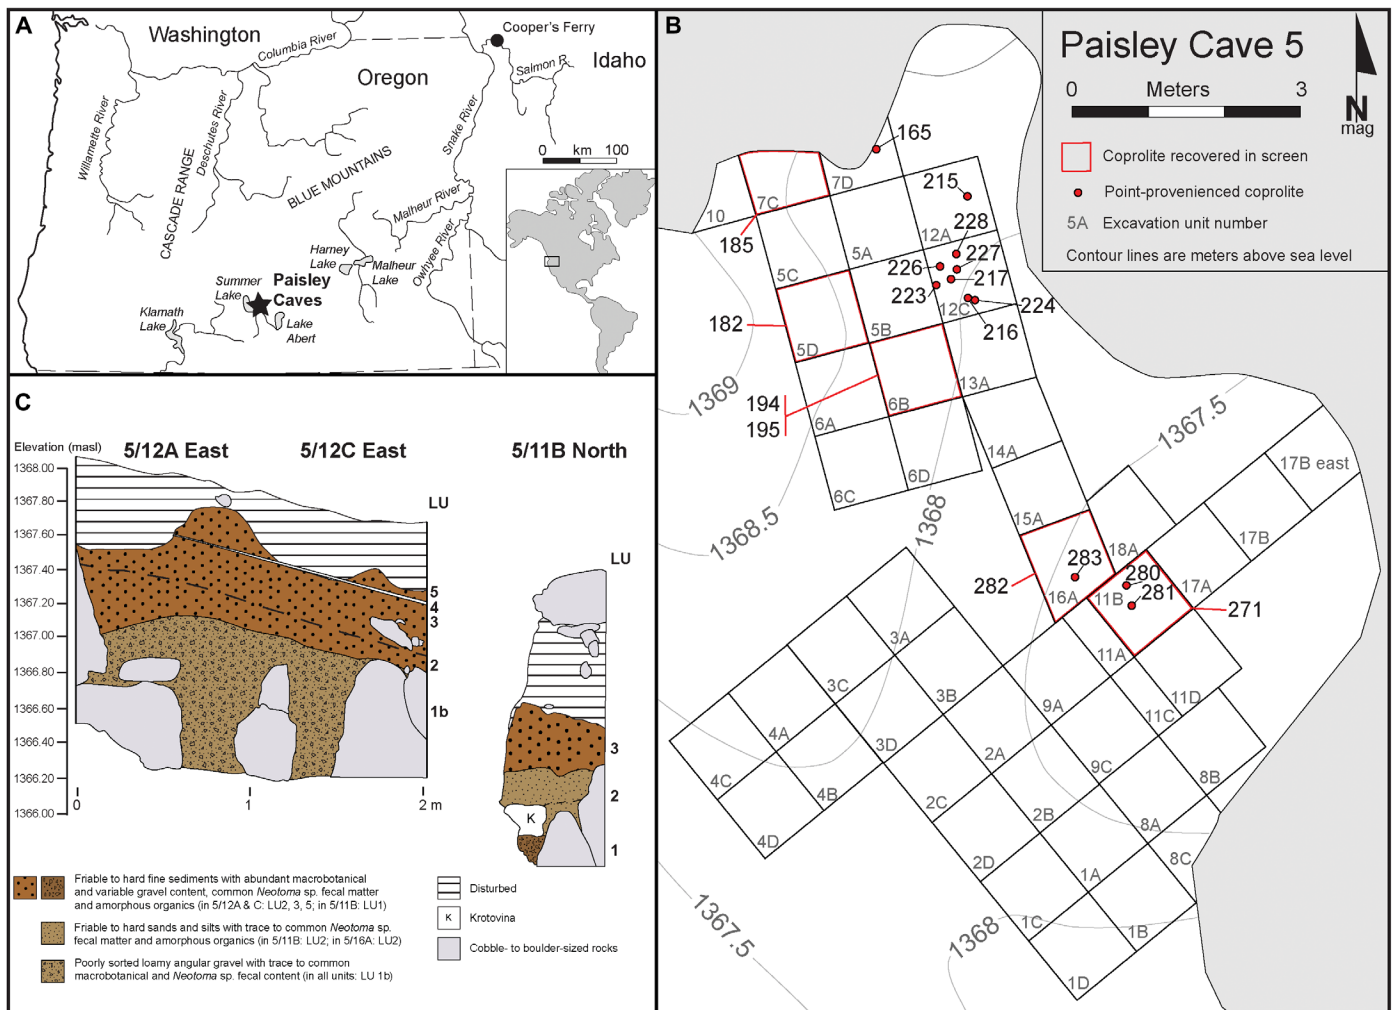 A
Washington
Columbia River
Cooper's Ferry
Oregon
Salmon R.
Idaho
Willamette River
CASCADE RANGE
Deschutes River
Snake River
BLUE MOUNTAINS
0 km 100
Malheur River
Harney
Lake
Malheur
Lake
Owhyee River
Summer
Lake
Paisley
Caves
Klamath
Lake
Lake
Abert
B
Paisley Cave 5
0 Meters 3
N
mag
Coprolite recovered in screen
Point-provenienced coprolite
5A Excavation unit number
Contour lines are meters above sea level
165
215
228
227
226
217
223
224
216
185
182
194
195
283
280
281
282
271
10
7C
7D
5A
12A
5C
5B
12C
5D
6B
13A
6A
6D
6C
14A
15A
16A
18A
11B
17A
17B
17B east
11A
11D
11C
3A
3C
3B
9A
4A
3D
2A
9C
8B
4C
4B
2C
2B
8A
4D
2D
1A
8C
1C
1B
1D
1369
1368.5
1368
1367.5
1367.5
1368
C
Elevation (masl)
5/12A East
5/12C East
5/11B North
1368.00
1367.80
1367.60
1367.40
1367.20
1367.00
1366.80
1366.60
1366.40
1366.20
1366.00
LU
5
4
3
2
1b
0 1 2 m
LU
3
2
K
1
Friable to hard fine sediments with abundant macrobotanical
and variable gravel content, common Neotoma sp. fecal matter
and amorphous organics (in 5/12A & C: LU2, 3, 5; in 5/11B: LU1)
Friable to hard sands and silts with trace to common Neotoma sp.
fecal matter and amorphous organics (in 5/11B: LU2; in 5/16A: LU2)
Poorly sorted loamy angular gravel with trace to common
macrobotanical and Neotoma sp. fecal content (in all units: LU 1b)
Disturbed
K Krotovina
Cobble- to boulder-sized rocks